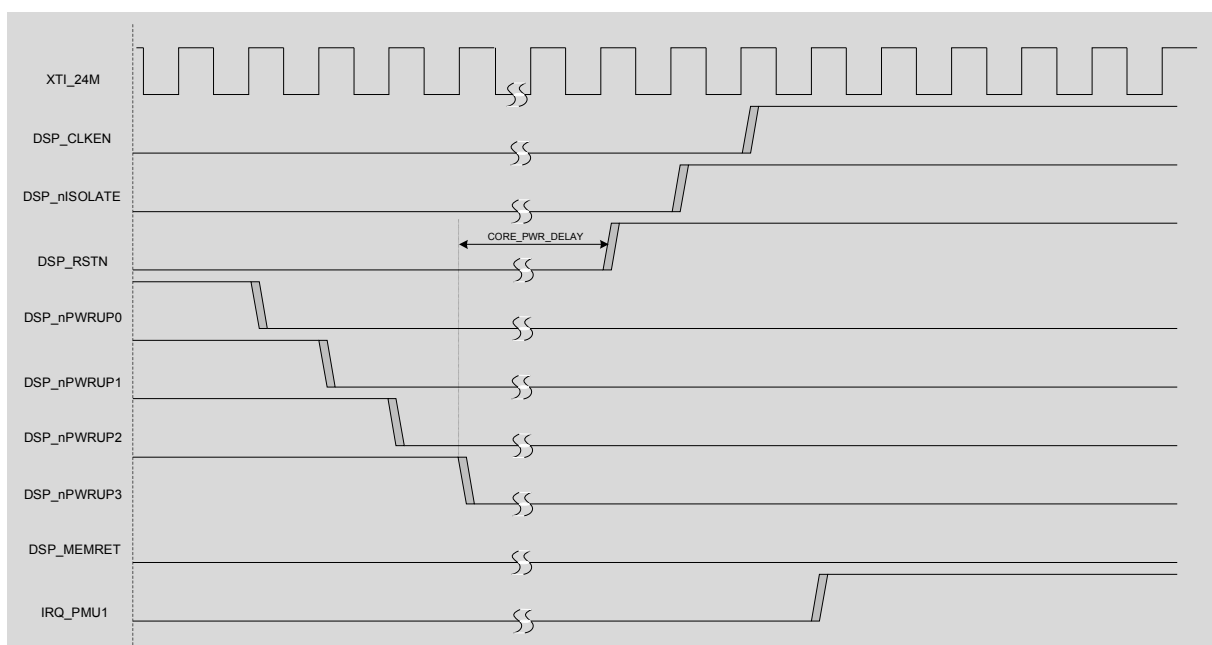 XTI_24M
DSP_CLKEN
DSP_nISOLATE
CORE_PWR_DELAY
DSP_RSTN
DSP_nPWRUP0
DSP_nPWRUP1
DSP_nPWRUP2
DSP_nPWRUP3
DSP_MEMRET
IRQ_PMU1